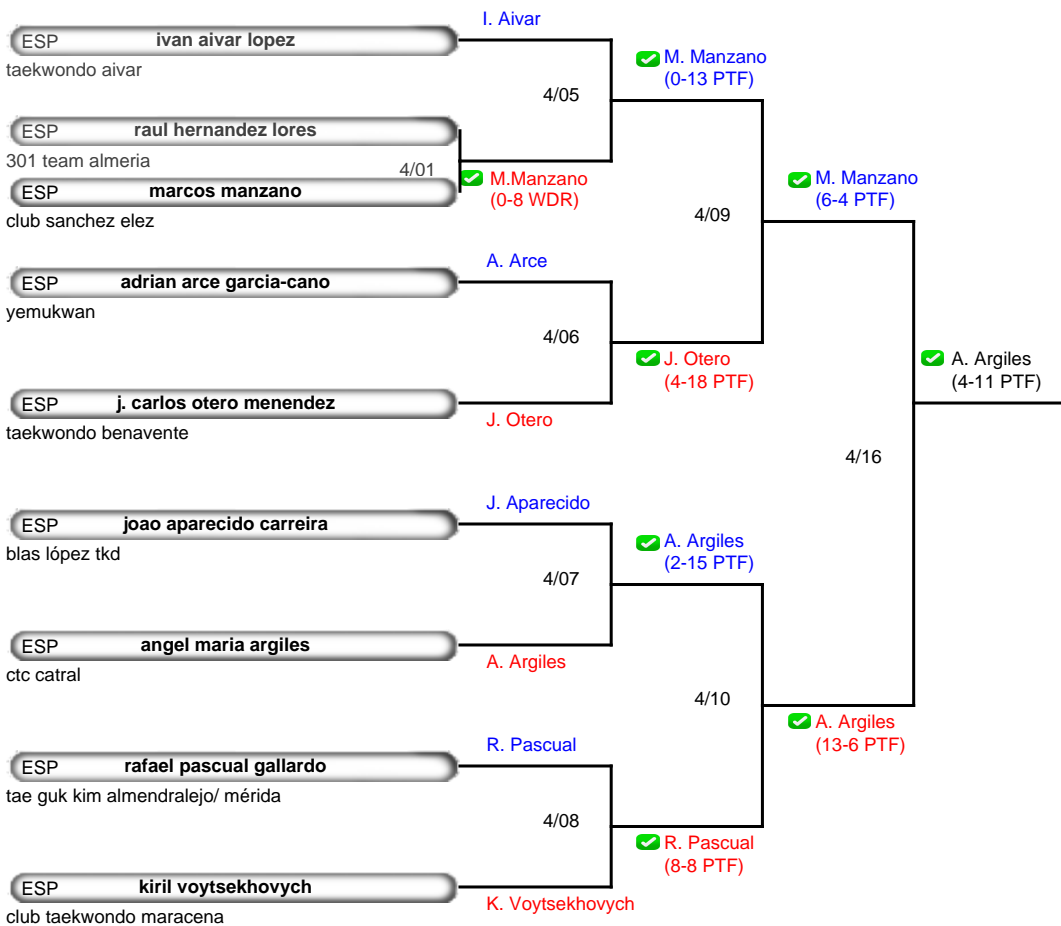 I. Aivar
ESP ivan aivar lopez
taekwondo aivar
M. Manzano
(0-13 PTF)
4/05
ESP raul hernandez lores
301 team almeria
4/01
M.Manzano
(0-8 WDR)
ESP marcos manzano
club sanchez elez
M. Manzano
(6-4 PTF)
4/09
A. Arce
ESP adrian arce garcia-cano
yemukwan
4/06
J. Otero
(4-18 PTF)
A. Argiles
(4-11 PTF)
ESP j. carlos otero menendez
taekwondo benavente
J. Otero
4/16
J. Aparecido
ESP joao aparecido carreira
blas lópez tkd
A. Argiles
(2-15 PTF)
4/07
ESP angel maria argiles
ctc catral
A. Argiles
4/10
A. Argiles
(13-6 PTF)
R. Pascual
ESP rafael pascual gallardo
tae guk kim almendralejo/ mérida
4/08
R. Pascual
(8-8 PTF)
ESP kiril voytsekhovych
club taekwondo maracena
K. Voytsekhovych